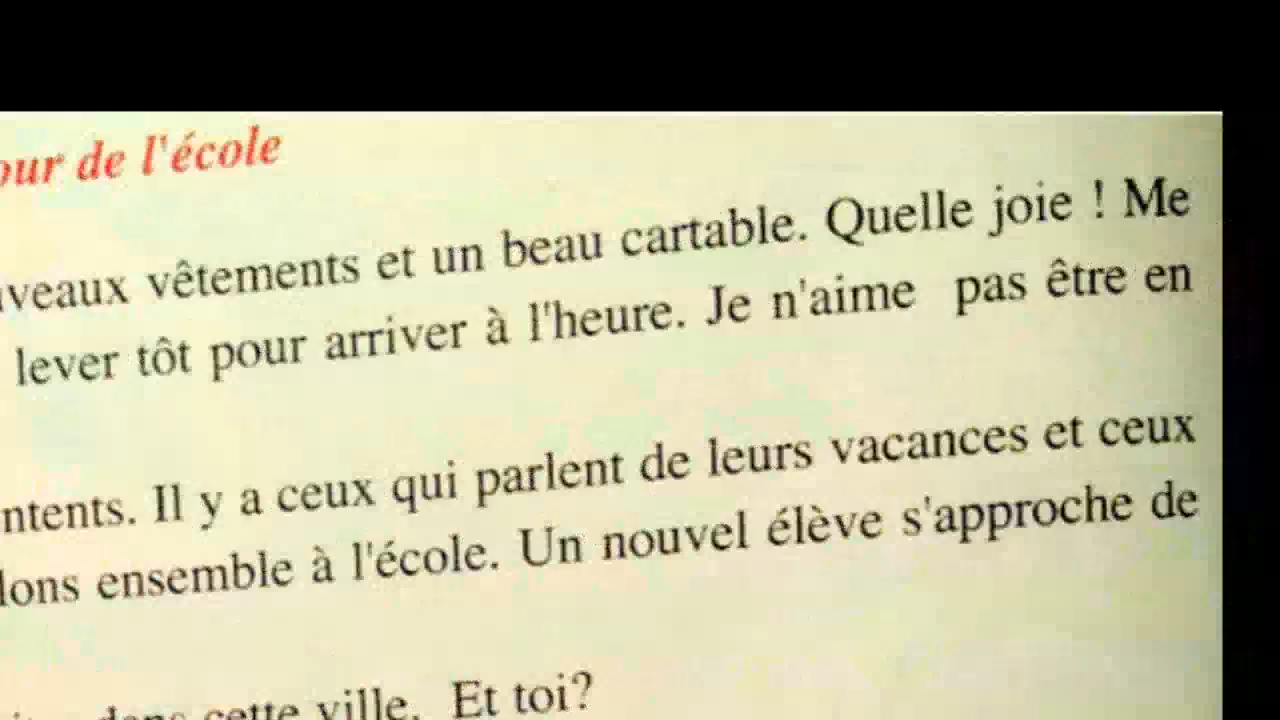 our de l'école
veaux vêtements et un beau cartable. Quelle joie ! Me
lever tôt pour arriver à l'heure. Je n'aime pas être en
ntents. Il y a ceux qui parlent de leurs vacances et ceux
lons ensemble à l'école. Un nouvel élève s'approche de
dans cette ville. Et toi?